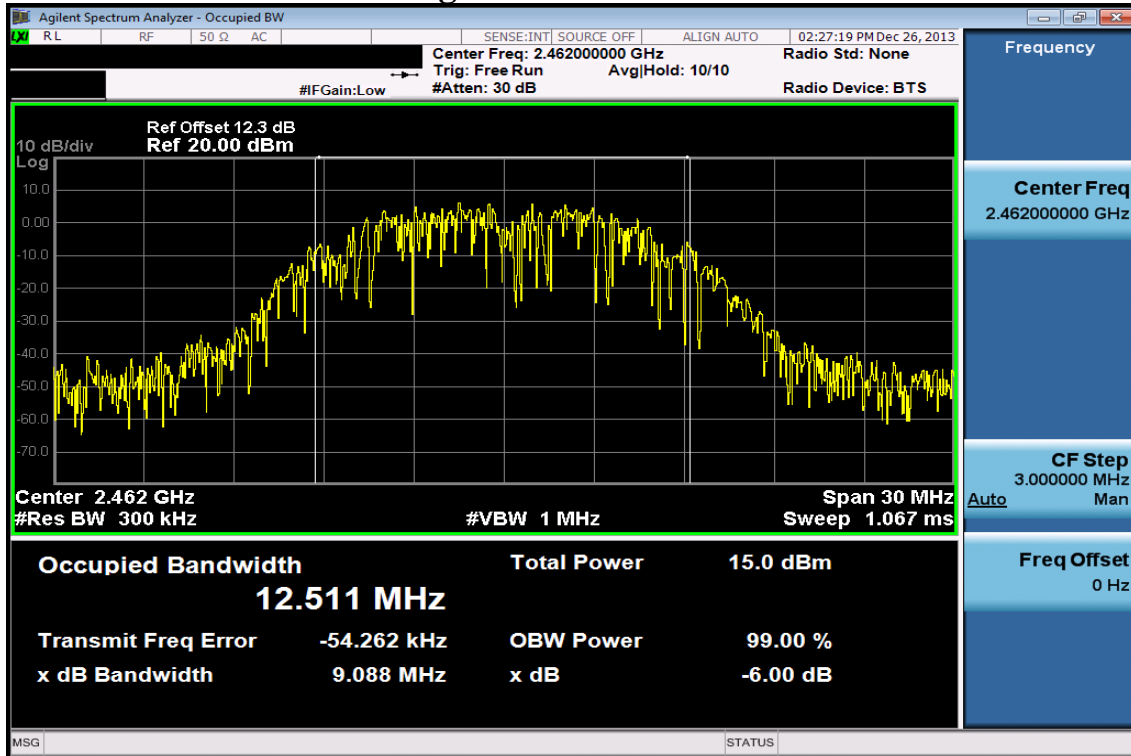 Agilent Spectrum Analyzer - Occupied BW
LXI RL RF 50 Ω AC SENSE:INT SOURCE OFF ALIGN AUTO 02:27:19 PM Dec 26, 2013
Center Freq: 2.462000000 GHz Radio Std: None
Trig: Free Run Avg|Hold: 10/10
#IFGain:Low #Atten: 30 dB Radio Device: BTS
Frequency
Ref Offset 12.3 dB
10 dB/div Ref 20.00 dBm
Log
10.0
0.00
-10.0
-20.0
-30.0
-40.0
-50.0
-60.0
-70.0
Center 2.462 GHz Span 30 MHz
#Res BW 300 kHz #VBW 1 MHz Sweep 1.067 ms
Center Freq
2.462000000 GHz
CF Step
3.000000 MHz
Auto Man
Freq Offset
0 Hz
Occupied Bandwidth Total Power 15.0 dBm
12.511 MHz
Transmit Freq Error -54.262 kHz OBW Power 99.00 %
x dB Bandwidth 9.088 MHz x dB -6.00 dB
MSG STATUS